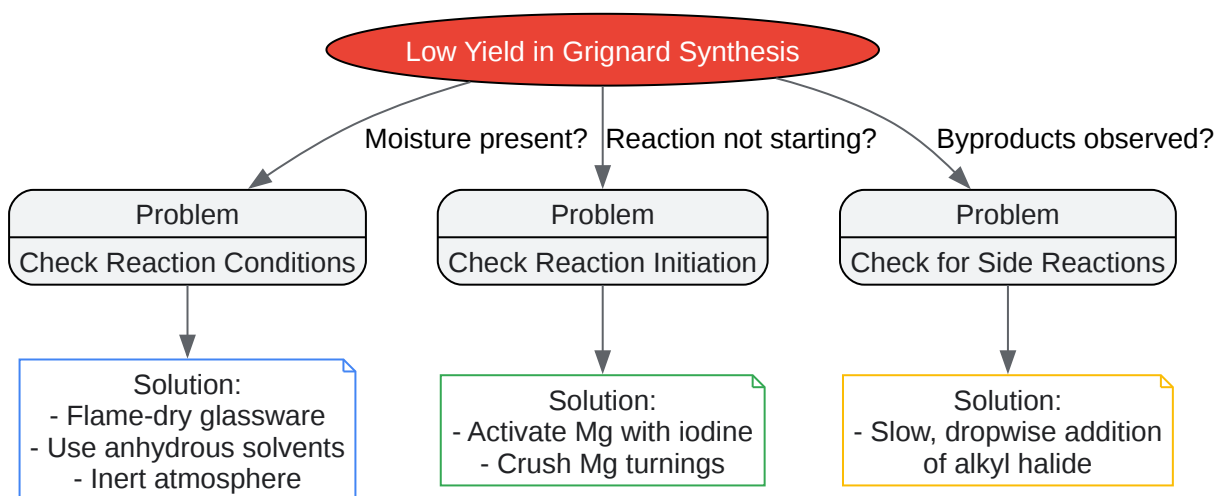 Low Yield in Grignard Synthesis
Moisture present?
Reaction not starting?
Byproducts observed?
Problem
Check Reaction Conditions
Problem
Check Reaction Initiation
Problem
Check for Side Reactions
Solution:
- Flame-dry glassware
- Use anhydrous solvents
- Inert atmosphere
Solution:
- Activate Mg with iodine
- Crush Mg turnings
Solution:
- Slow, dropwise addition
of alkyl halide